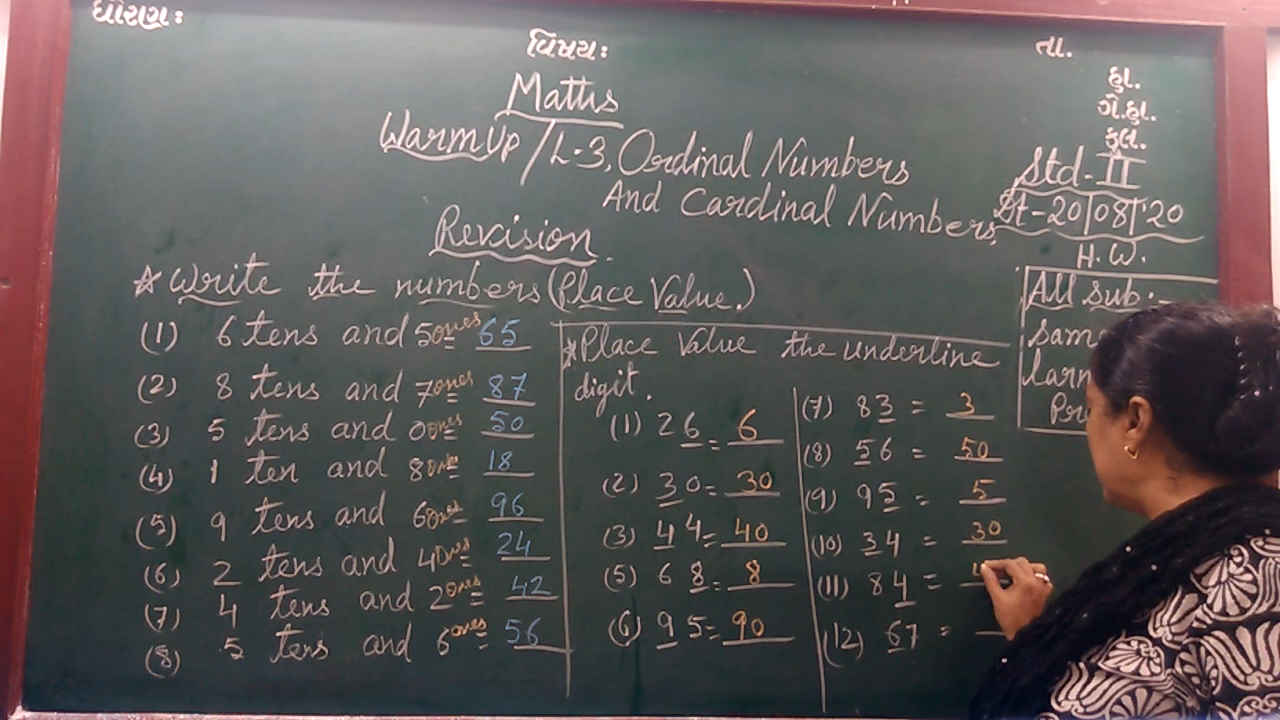 ધોરણઃ
વિષયઃ
તા.
હા.
ગે.હા.
કુલ.
Maths
Warm Up / L-3, Ordinal Numbers
And Cardinal Numbers
Std-II
Dt-20/08/'20
H.W.
All sub:-
Revision
☆ Write the numbers (Place Value.)
(1) 6 tens and 5 ones = 65
(2) 8 tens and 7 ones = 87
(3) 5 tens and 0 ones = 50
(4) 1 ten and 8 ones = 18
(5) 9 tens and 6 ones = 96
(6) 2 tens and 4 ones = 24
(7) 4 tens and 2 ones = 42
(8) 5 tens and 6 ones = 56
☆ Place Value the underline
digit.
(1) 26 = 6
(2) 30 = 30
(3) 44 = 40
(5) 68 = 8
(6) 95 = 90
(7) 83 = 3
(8) 56 = 50
(9) 95 = 5
(10) 34 = 30
(11) 84 =
(12) 67 =